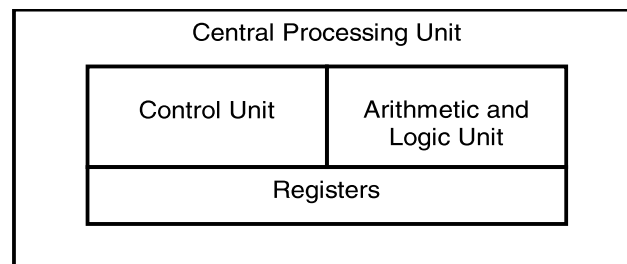 Central Processing Unit
Control Unit
Arithmetic and
Logic Unit
Registers